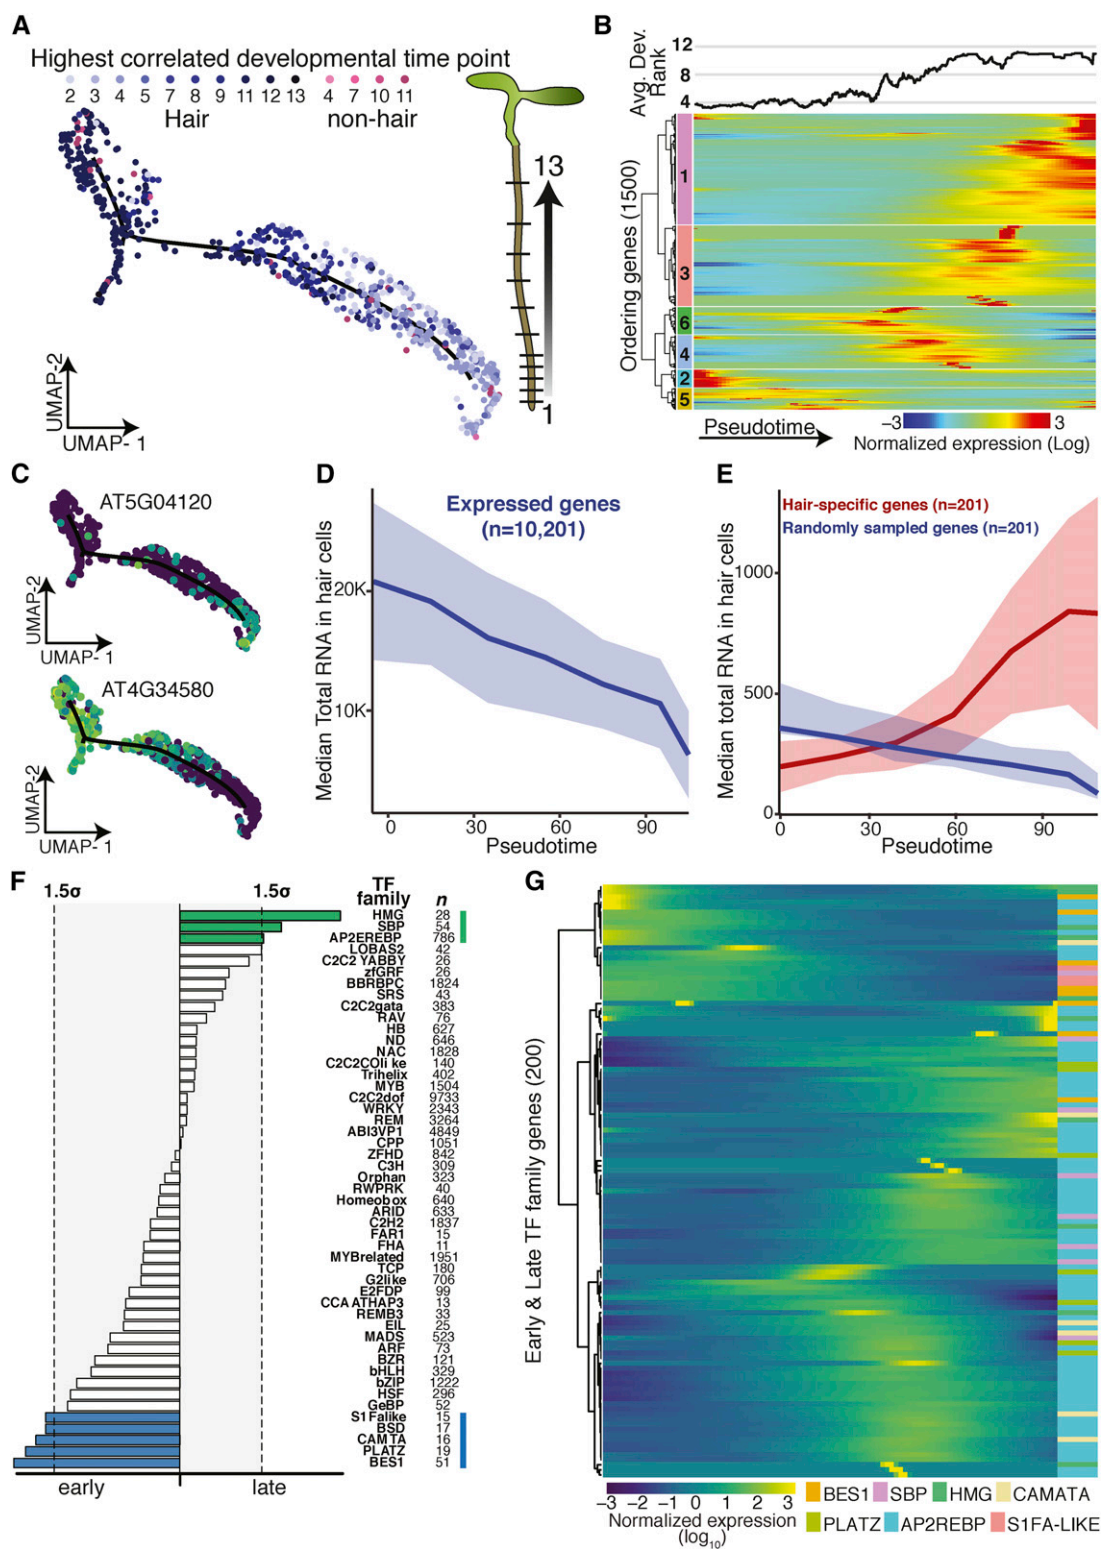 A
Highest correlated developmental time point
2 3 4 5 7 8 9 11 12 13 4 7 10 11
Hair non-hair
13
1
UMAP-2
UMAP- 1
B
Avg. Dev.
Rank
12
8
4
Ordering genes (1500)
1
3
6
4
2
5
Pseudotime
−3 3
Normalized expression (Log)
C
AT5G04120
UMAP-2
UMAP- 1
AT4G34580
UMAP-2
UMAP- 1
D
Expressed genes
(n=10,201)
Median Total RNA in hair cells
20K
10K
0 30 60 90
Pseudotime
E
Hair-specific genes (n=201)
Randomly sampled genes (n=201)
Median total RNA in hair cells
1000
500
0
0 30 60 90
Pseudotime
F
1.5σ 1.5σ
TF
family n
HMG 28
SBP 54
AP2EREBP 786
LOBAS2 42
C2C2 YABBY 26
zfGRF 26
BBRBPC 1824
SRS 43
C2C2gata 383
RAV 76
HB 627
ND 646
NAC 1828
C2C2COli ke 140
Trihelix 402
MYB 1504
C2C2dof 9733
WRKY 2343
REM 3264
ABI3VP1 4849
CPP 1051
ZFHD 842
C3H 309
Orphan 323
RWPRK 40
Homeobox 640
ARID 633
C2H2 1837
FAR1 15
FHA 11
MYBrelated 1951
TCP 180
G2like 706
E2FDP 99
CCA ATHAP3 13
REMB3 33
EIL 25
MADS 523
ARF 73
BZR 121
bHLH 329
bZIP 1222
HSF 296
GeBP 52
S1Falike 15
BSD 17
CAM TA 16
PLATZ 19
BES1 51
early late
G
Early & Late TF family genes (200)
−3 −2 −1 0 1 2 3
Normalized expression
(log10)
BES1 SBP HMG CAMATA
PLATZ AP2REBP S1FA-LIKE